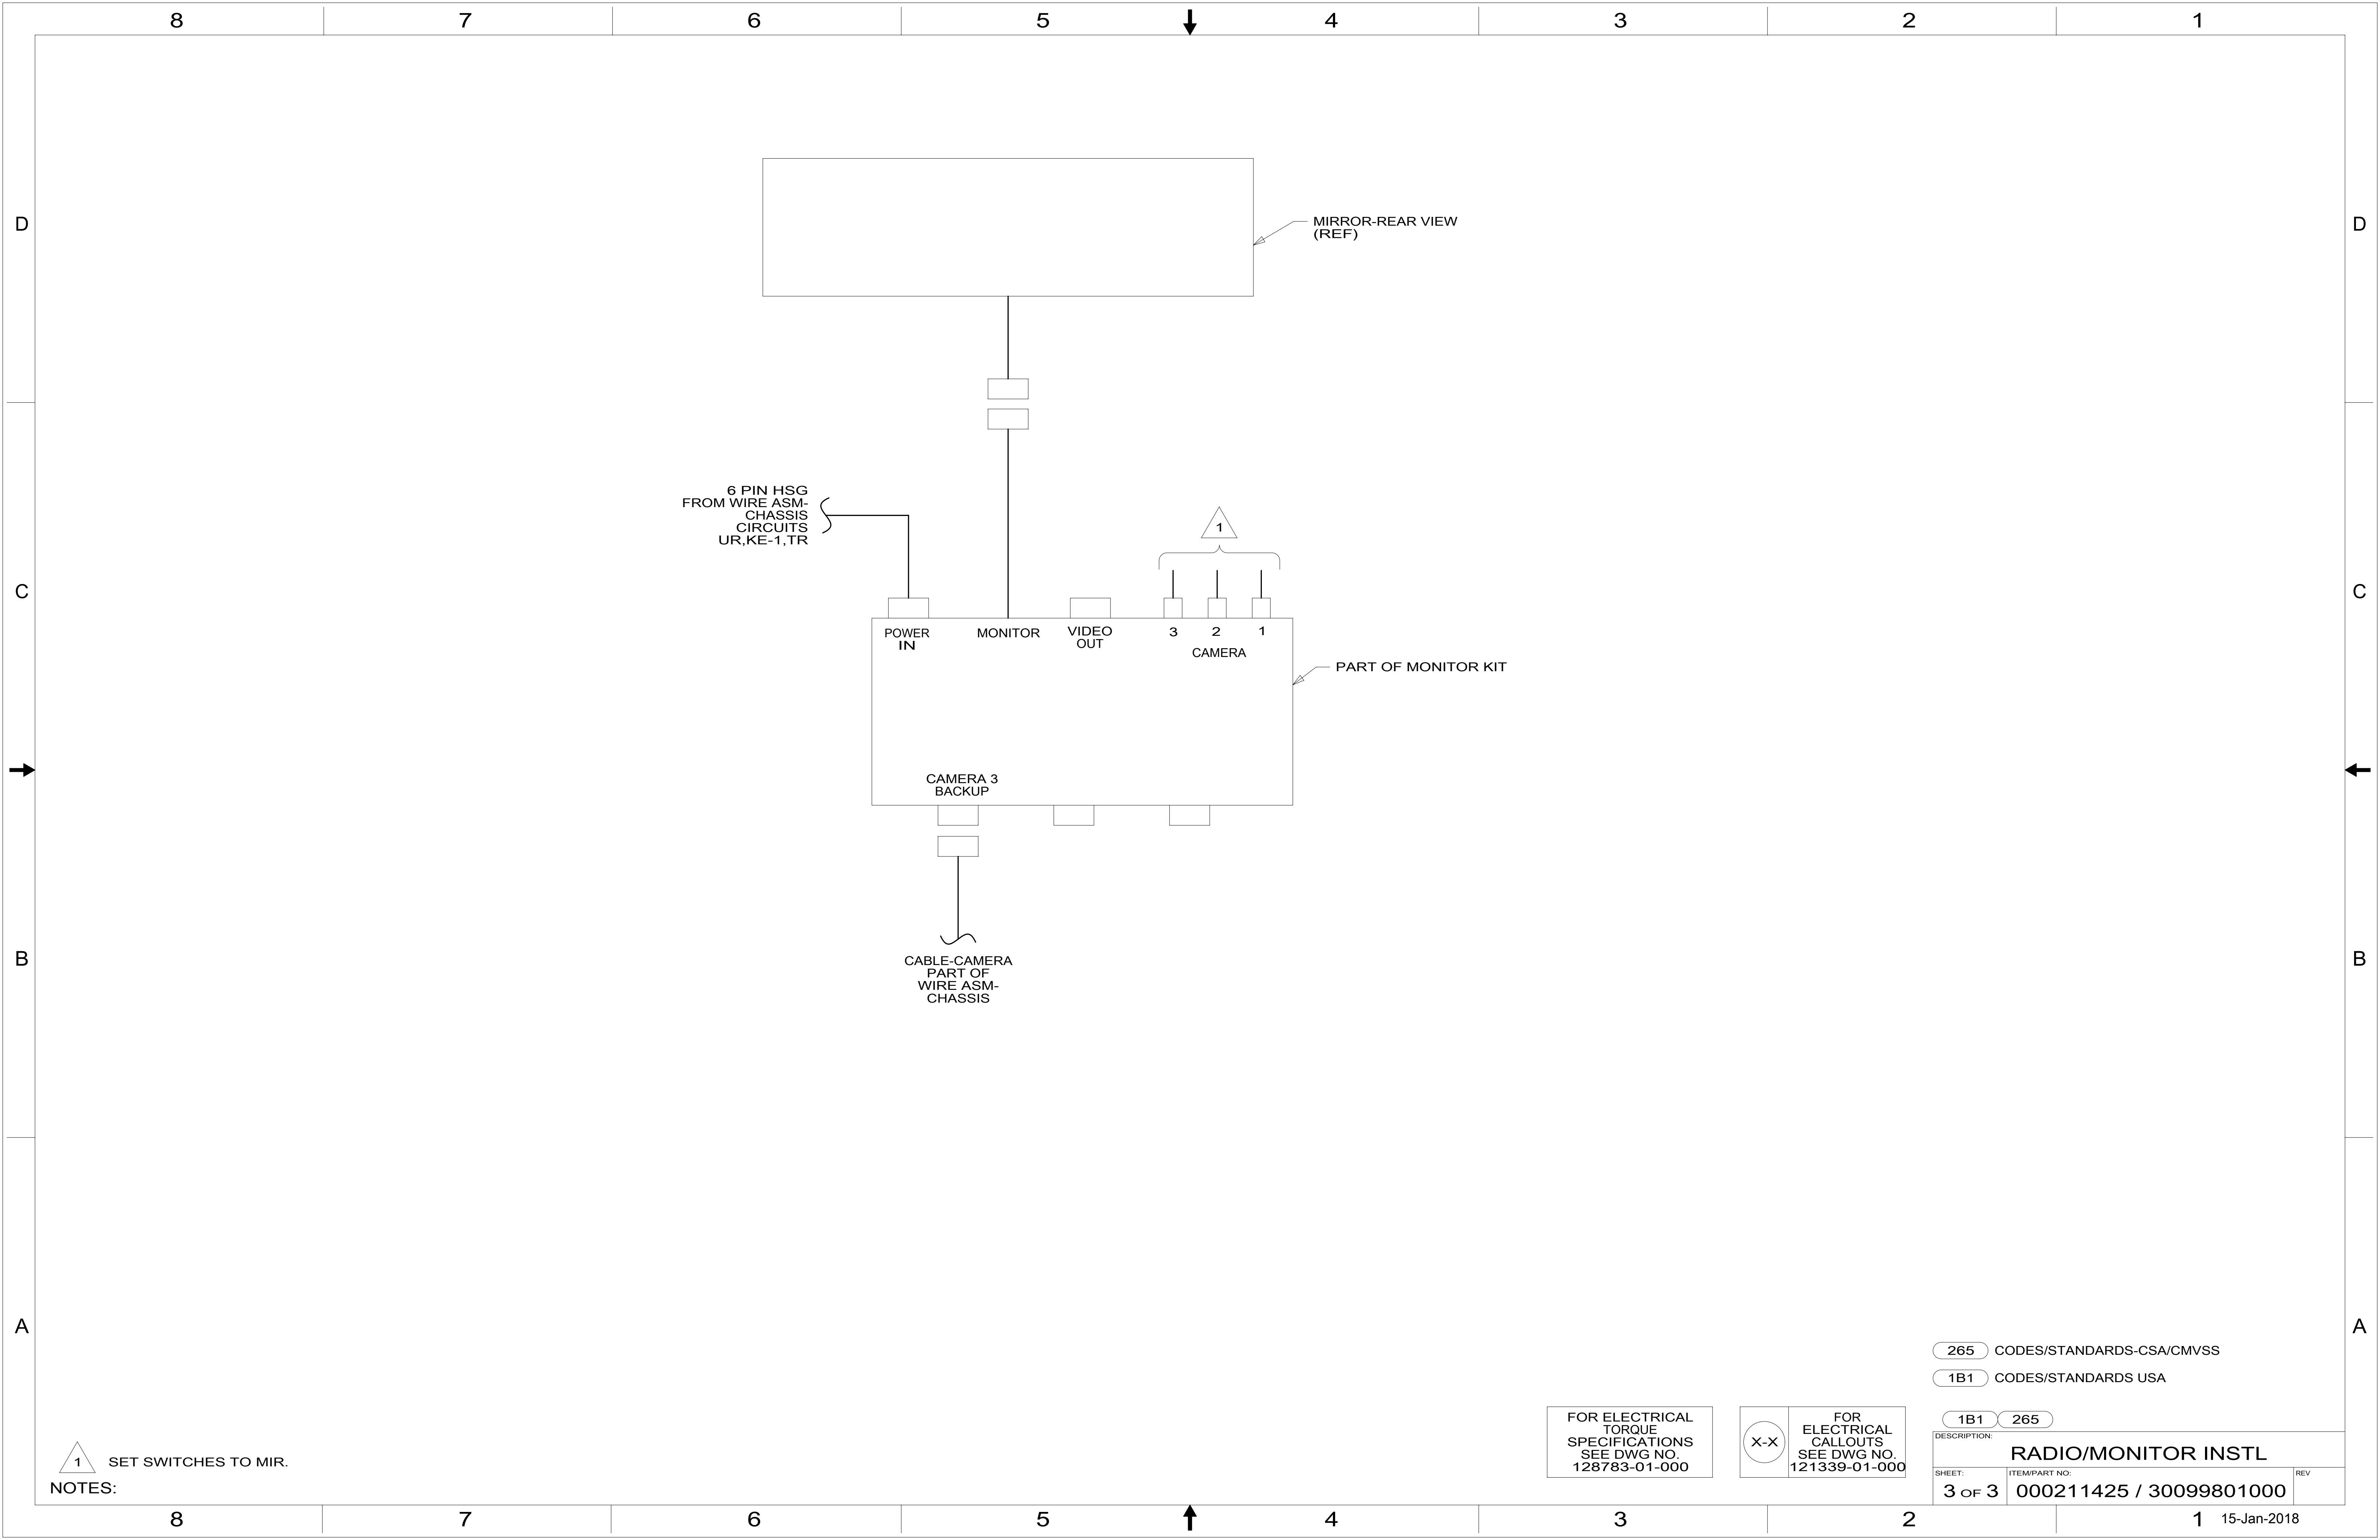 8 7 6 5 4 3 2 1
D
D
MIRROR-REAR VIEW
(REF)
6 PIN HSG
FROM WIRE ASM-
CHASSIS
CIRCUITS
UR,KE-1,TR
1
C
C
POWER
IN
MONITOR
VIDEO
OUT
3 2 1
CAMERA
PART OF MONITOR KIT
CAMERA 3
BACKUP
B
B
CABLE-CAMERA
PART OF
WIRE ASM-
CHASSIS
A
A
265 CODES/STANDARDS-CSA/CMVSS
1B1 CODES/STANDARDS USA
1 SET SWITCHES TO MIR.
NOTES:
FOR ELECTRICAL
TORQUE
SPECIFICATIONS
SEE DWG NO.
128783-01-000
X-X
FOR
ELECTRICAL
CALLOUTS
SEE DWG NO.
121339-01-000
1B1 265
DESCRIPTION:
RADIO/MONITOR INSTL
SHEET:
3 OF 3
ITEM/PART NO:
000211425 / 30099801000
REV
8 7 6 5 4 3 2 1
15-Jan-2018